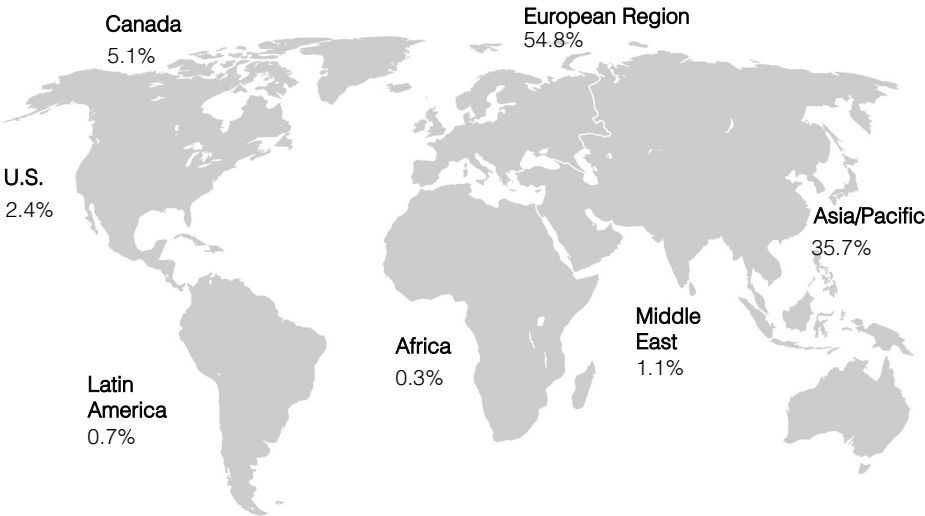 Canada
5.1%
European Region
54.8%
U.S.
2.4%
Asia/Pacific
35.7%
Middle
East
1.1%
Africa
0.3%
Latin
America
0.7%